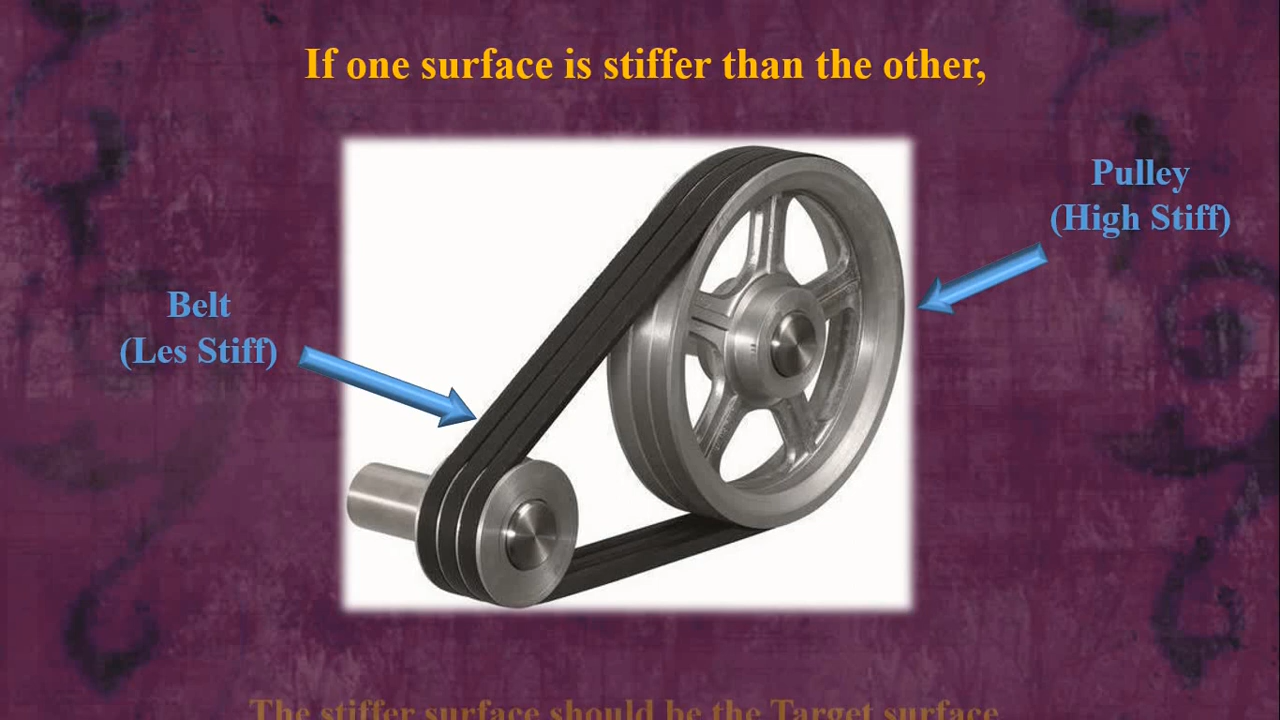 If one surface is stiffer than the other,
Pulley
(High Stiff)
Belt
(Les Stiff)
The stiffer surface should be the Target surface